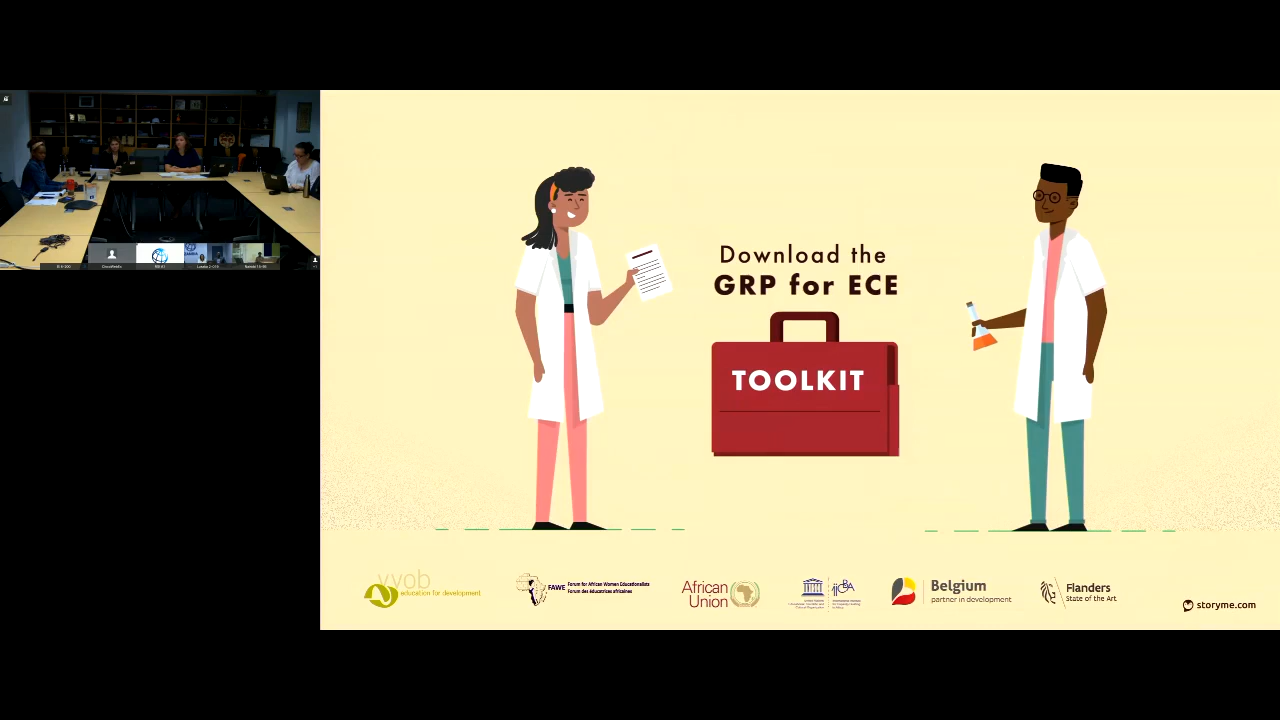 Download the
GRP for ECE
TOOLKIT
vvob
education for development
FAWE
Forum for African Women Educationalists
Forum des éducatrices africaines
African
Union
iicBA
Belgium
partner in development
Flanders
State of the Art
storyme.com